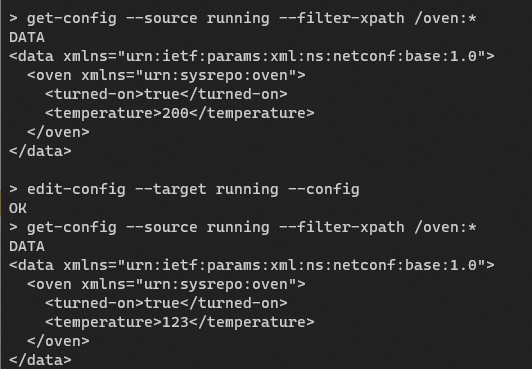 > get-config --source running --filter-xpath /oven:*
DATA
<data xmlns="urn:ietf:params:xml:ns:netconf:base:1.0">
  <oven xmlns="urn:sysrepo:oven">
    <turned-on>true</turned-on>
    <temperature>200</temperature>
  </oven>
</data>

> edit-config --target running --config
OK
> get-config --source running --filter-xpath /oven:*
DATA
<data xmlns="urn:ietf:params:xml:ns:netconf:base:1.0">
  <oven xmlns="urn:sysrepo:oven">
    <turned-on>true</turned-on>
    <temperature>123</temperature>
  </oven>
</data>